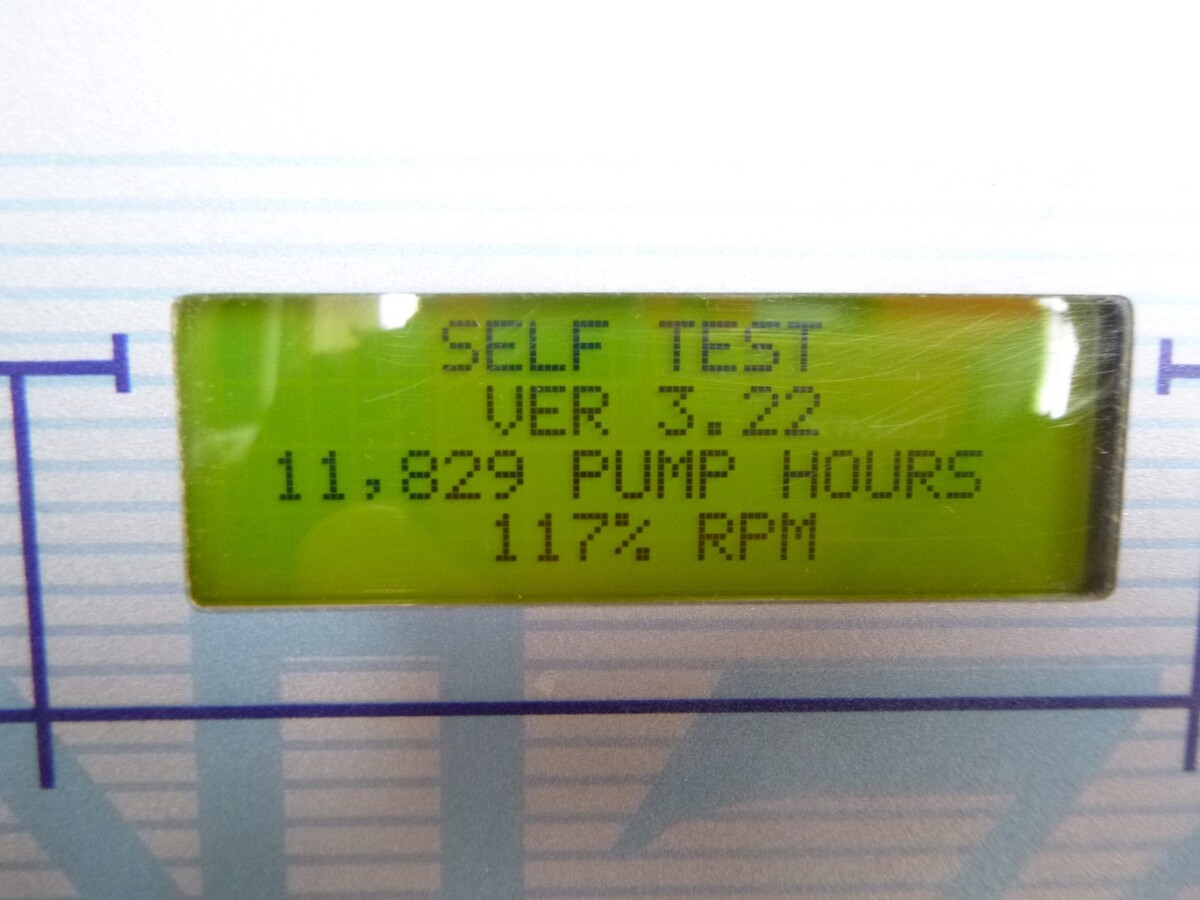 SELF TEST
VER 3.22
11,829 PUMP HOURS
117% RPM